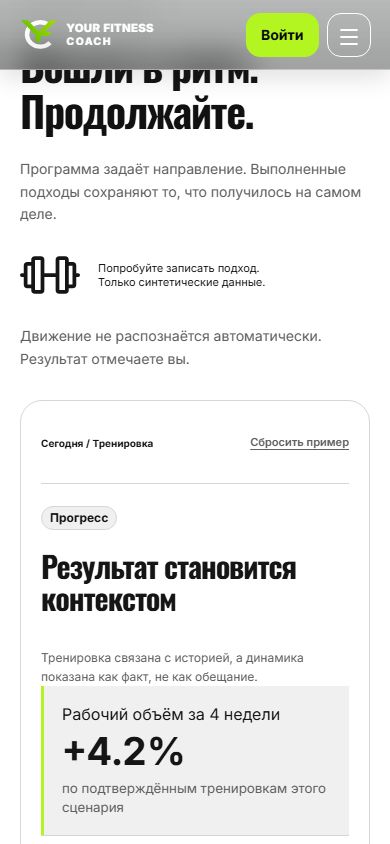 YOUR FITNESS
COACH
Войти
Вошли в ритм.
Продолжайте.
Программа задаёт направление. Выполненные
подходы сохраняют то, что получилось на самом
деле.
Попробуйте записать подход.
Только синтетические данные.
Движение не распознаётся автоматически.
Результат отмечаете вы.
Сегодня / Тренировка
Сбросить пример
Прогресс
Результат становится
контекстом
Тренировка связана с историей, а динамика
показана как факт, не как обещание.
Рабочий объём за 4 недели
+4.2%
по подтверждённым тренировкам этого
сценария